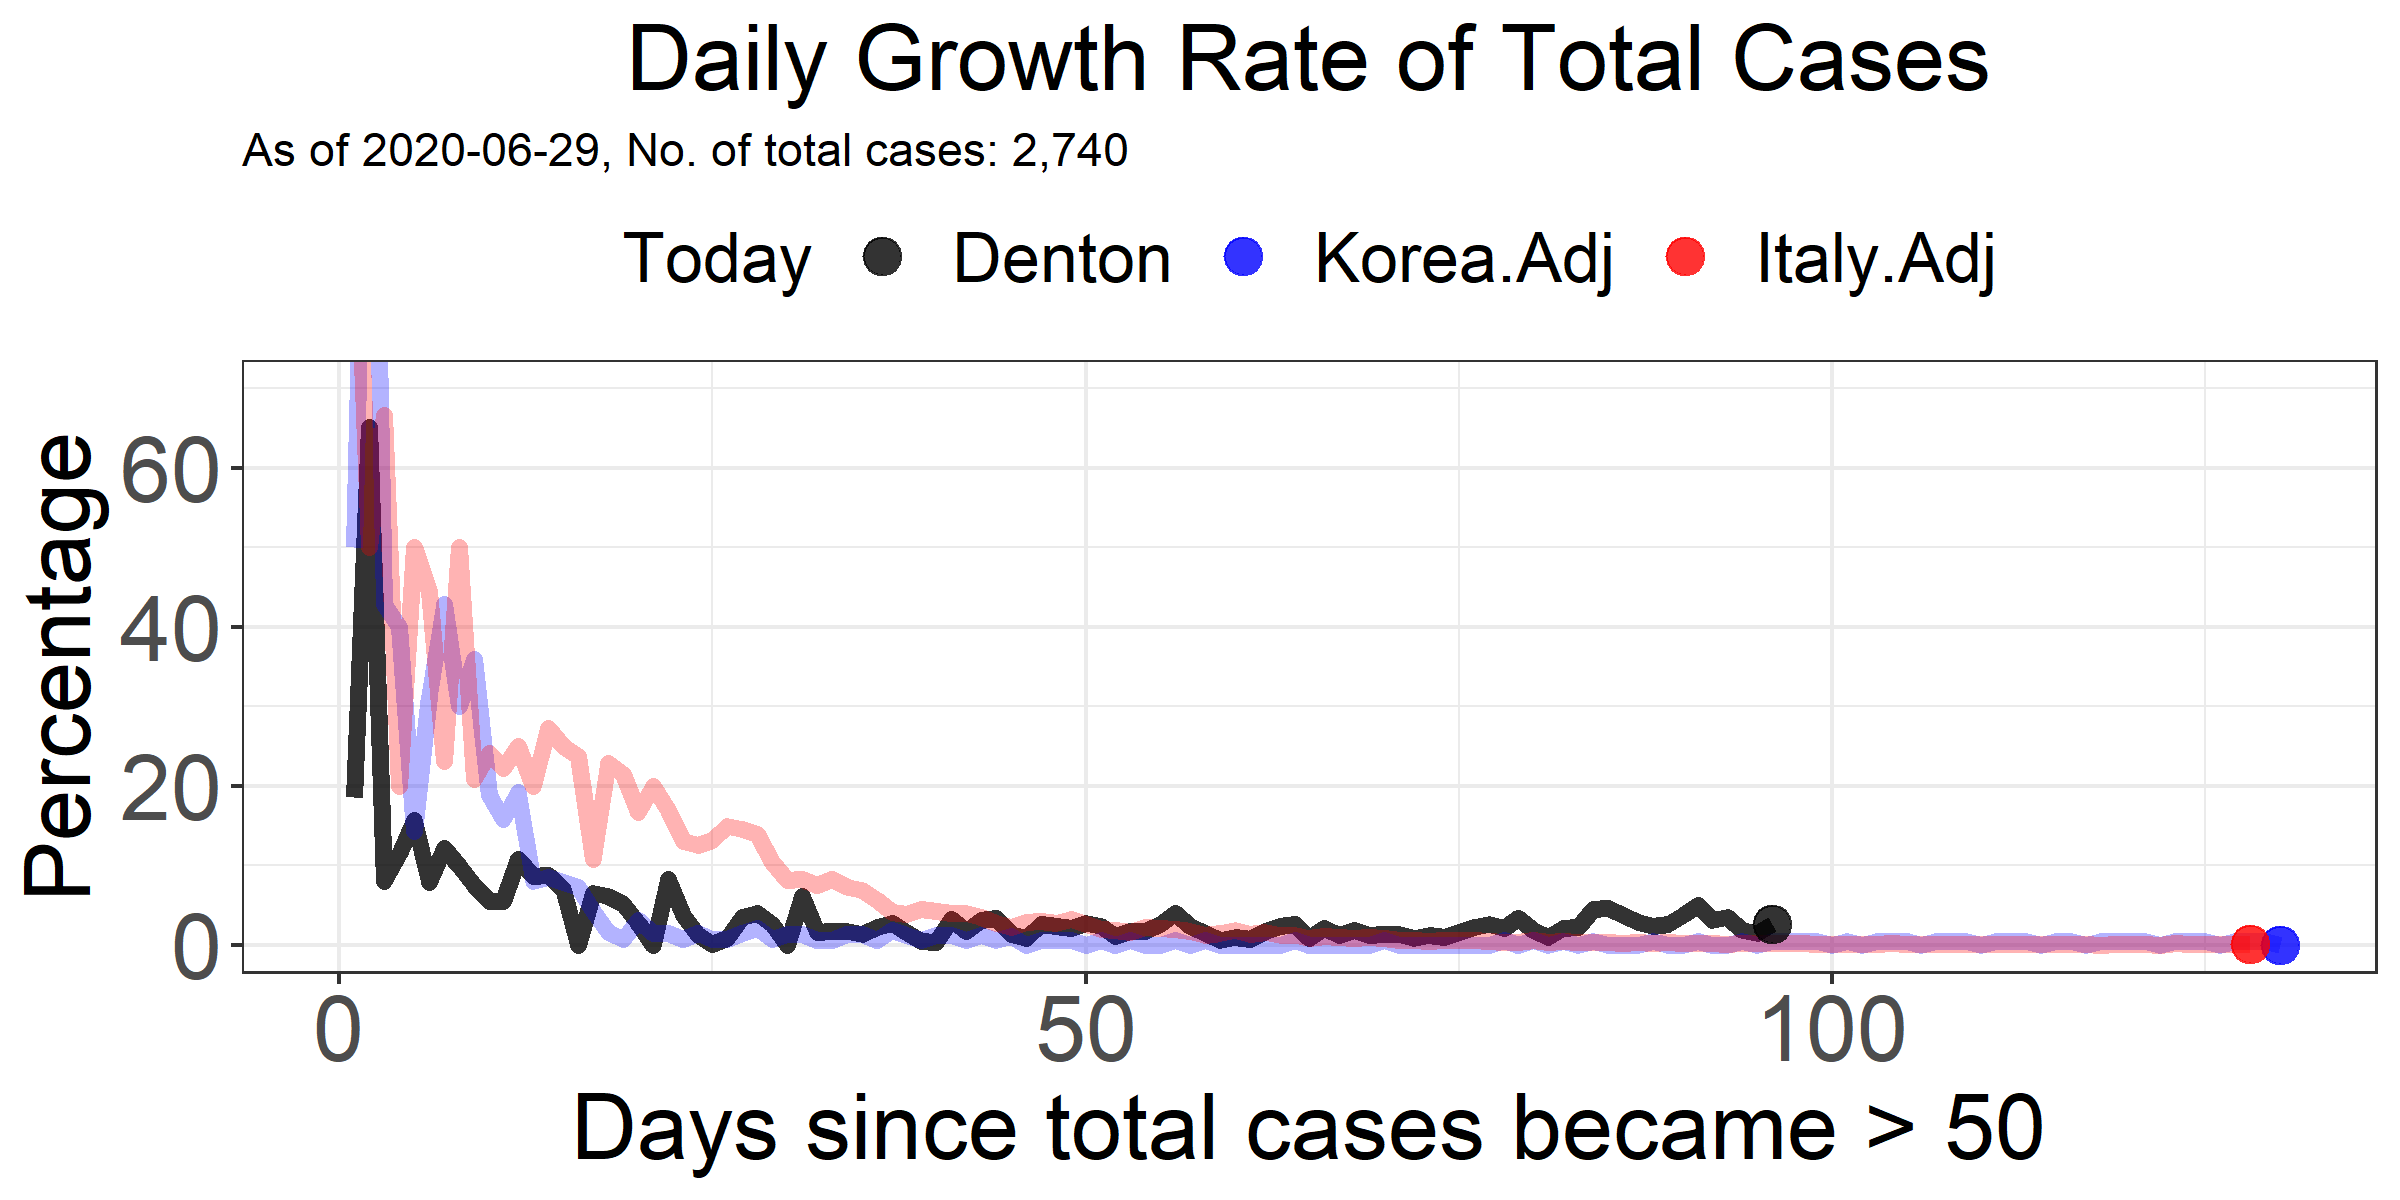 Daily Growth Rate of Total Cases
As of 2020-06-29, No. of total cases: 2,740
Today Denton Korea.Adj Italy.Adj
Percentage
60
40
20
0
0 50 100
Days since total cases became > 50